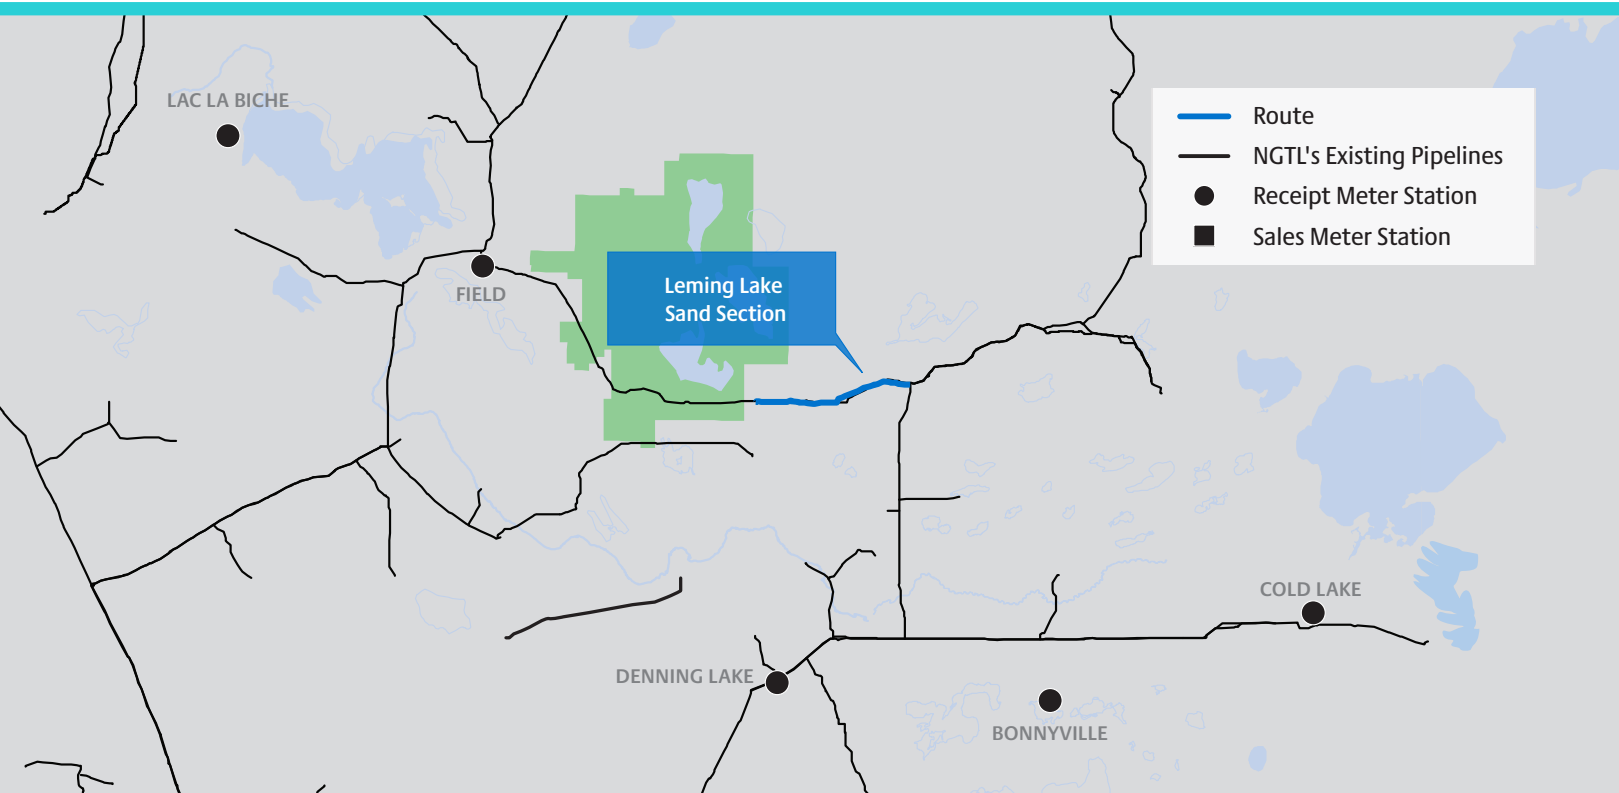 LAC LA BICHE
Route
NGTL's Existing Pipelines
Receipt Meter Station
Sales Meter Station
FIELD
Leming Lake
Sand Section
COLD LAKE
DENNING LAKE
BONNYVILLE